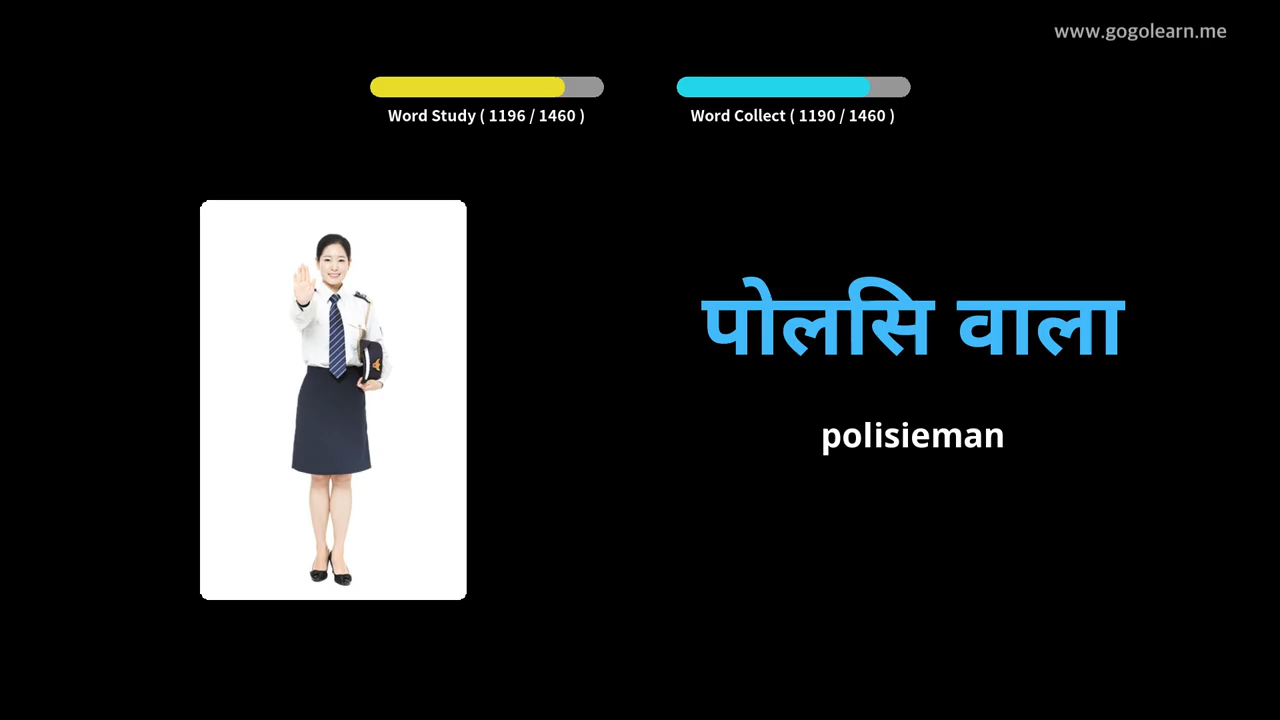 www.gogolearn.me
Word Study ( 1196 / 1460 )
Word Collect ( 1190 / 1460 )
पोलसि वाला
polisieman